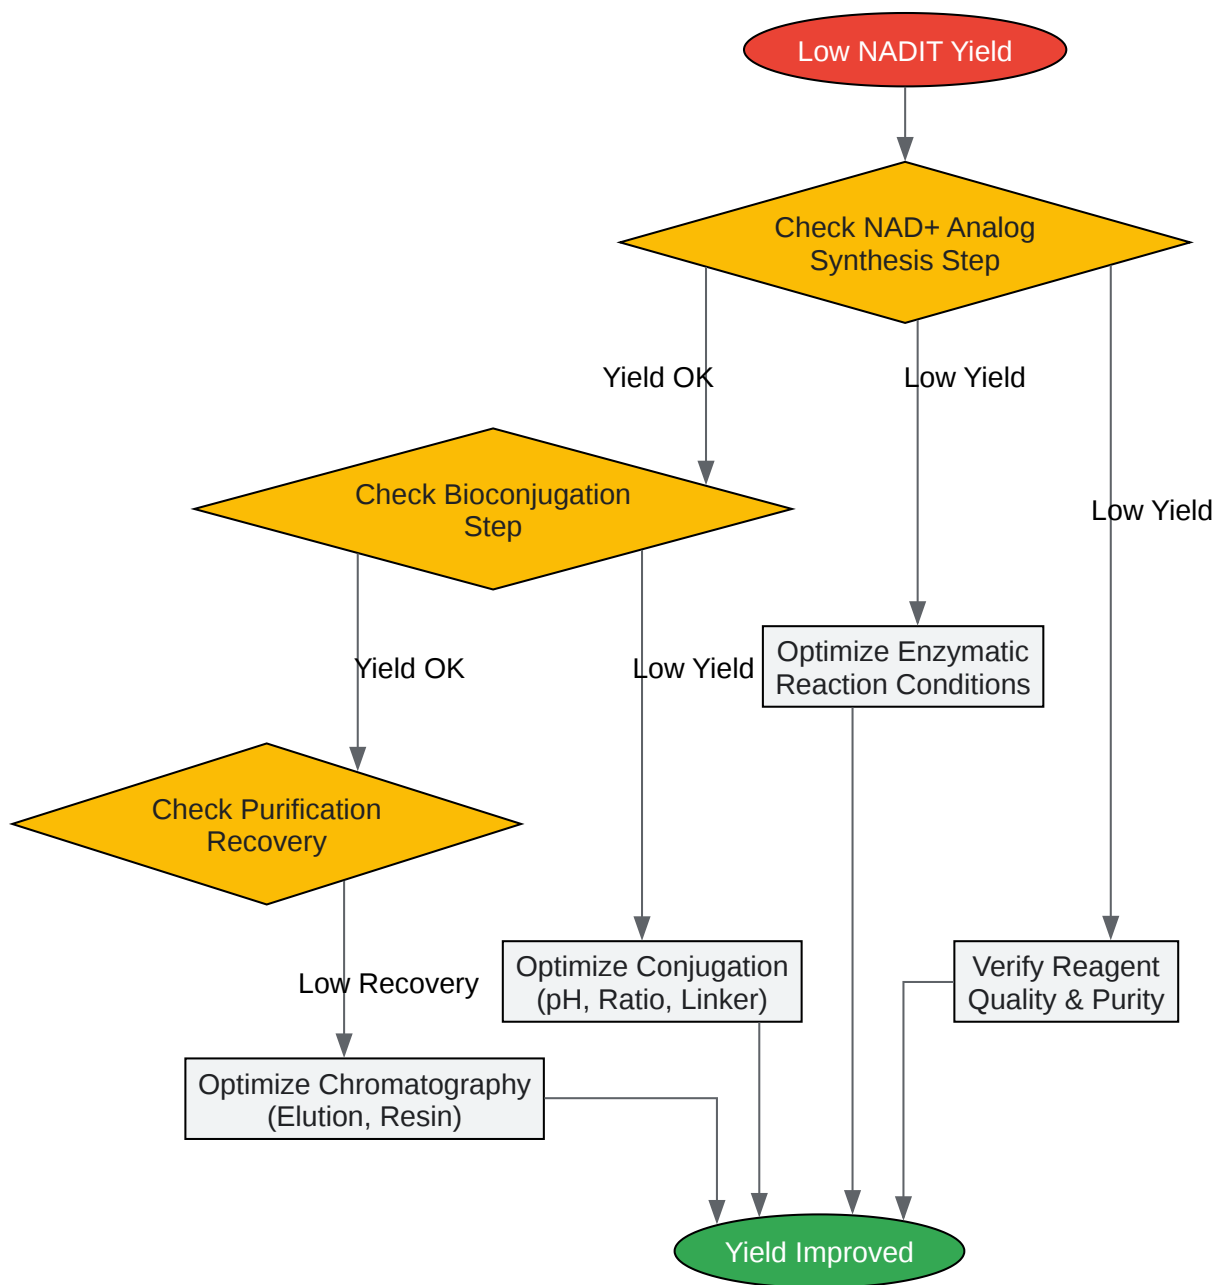 Low NADIT Yield
Check NAD+ Analog
Synthesis Step
Yield OK
Low Yield
Check Bioconjugation
Step
Low Yield
Yield OK
Low Yield
Optimize Enzymatic
Reaction Conditions
Check Purification
Recovery
Low Recovery
Optimize Conjugation
(pH, Ratio, Linker)
Verify Reagent
Quality & Purity
Optimize Chromatography
(Elution, Resin)
Yield Improved